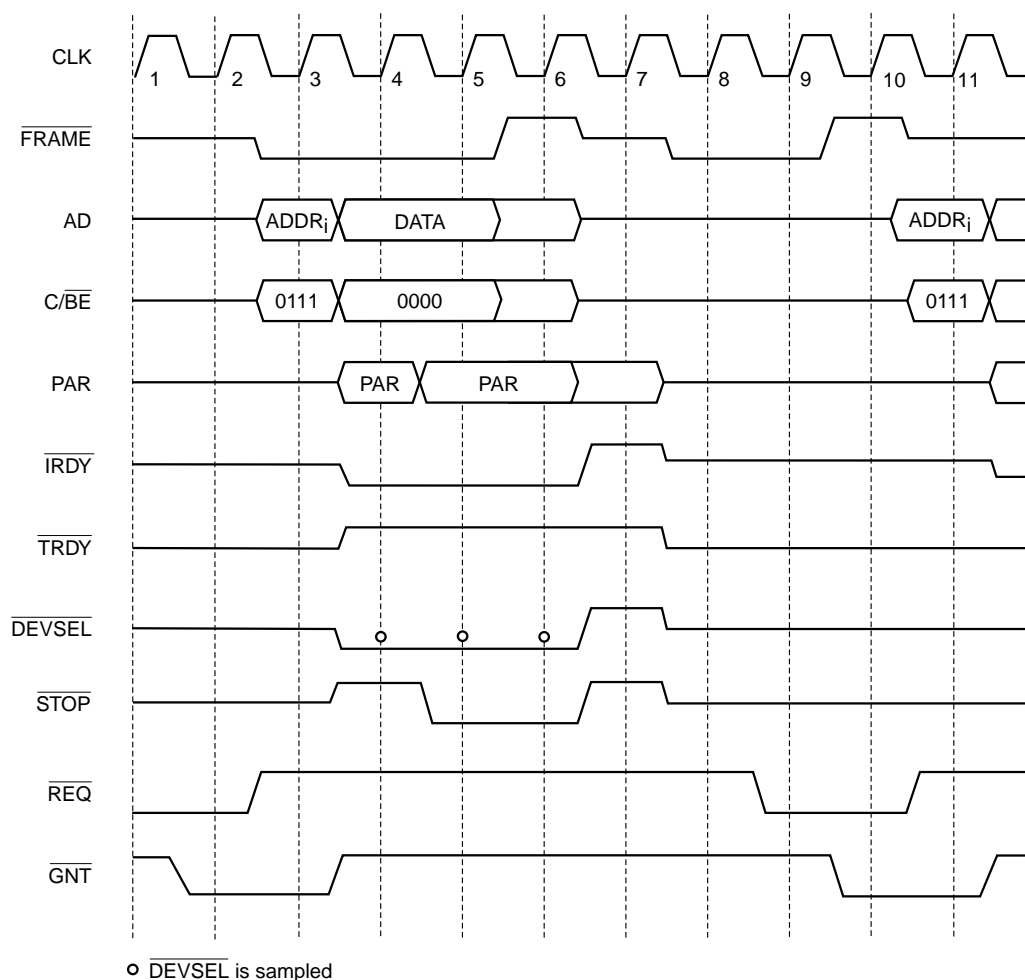 CLK
1 2 3 4 5 6 7 8 9 10 11
FRAME
AD
ADDRi DATA ADDRi
C/BE
0111 0000 0111
PAR
PAR PAR
IRDY
TRDY
DEVSEL
STOP
REQ
GNT
DEVSEL is sampled